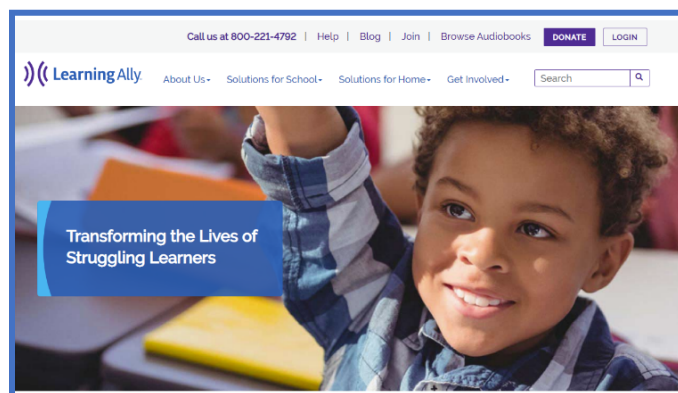 Call us at 800-221-4792 | Help | Blog | Join | Browse Audiobooks DONATE LOGIN
Learning Ally. About Us Solutions for School Solutions for Home Get Involved Search
Transforming the Lives of
Struggling Learners